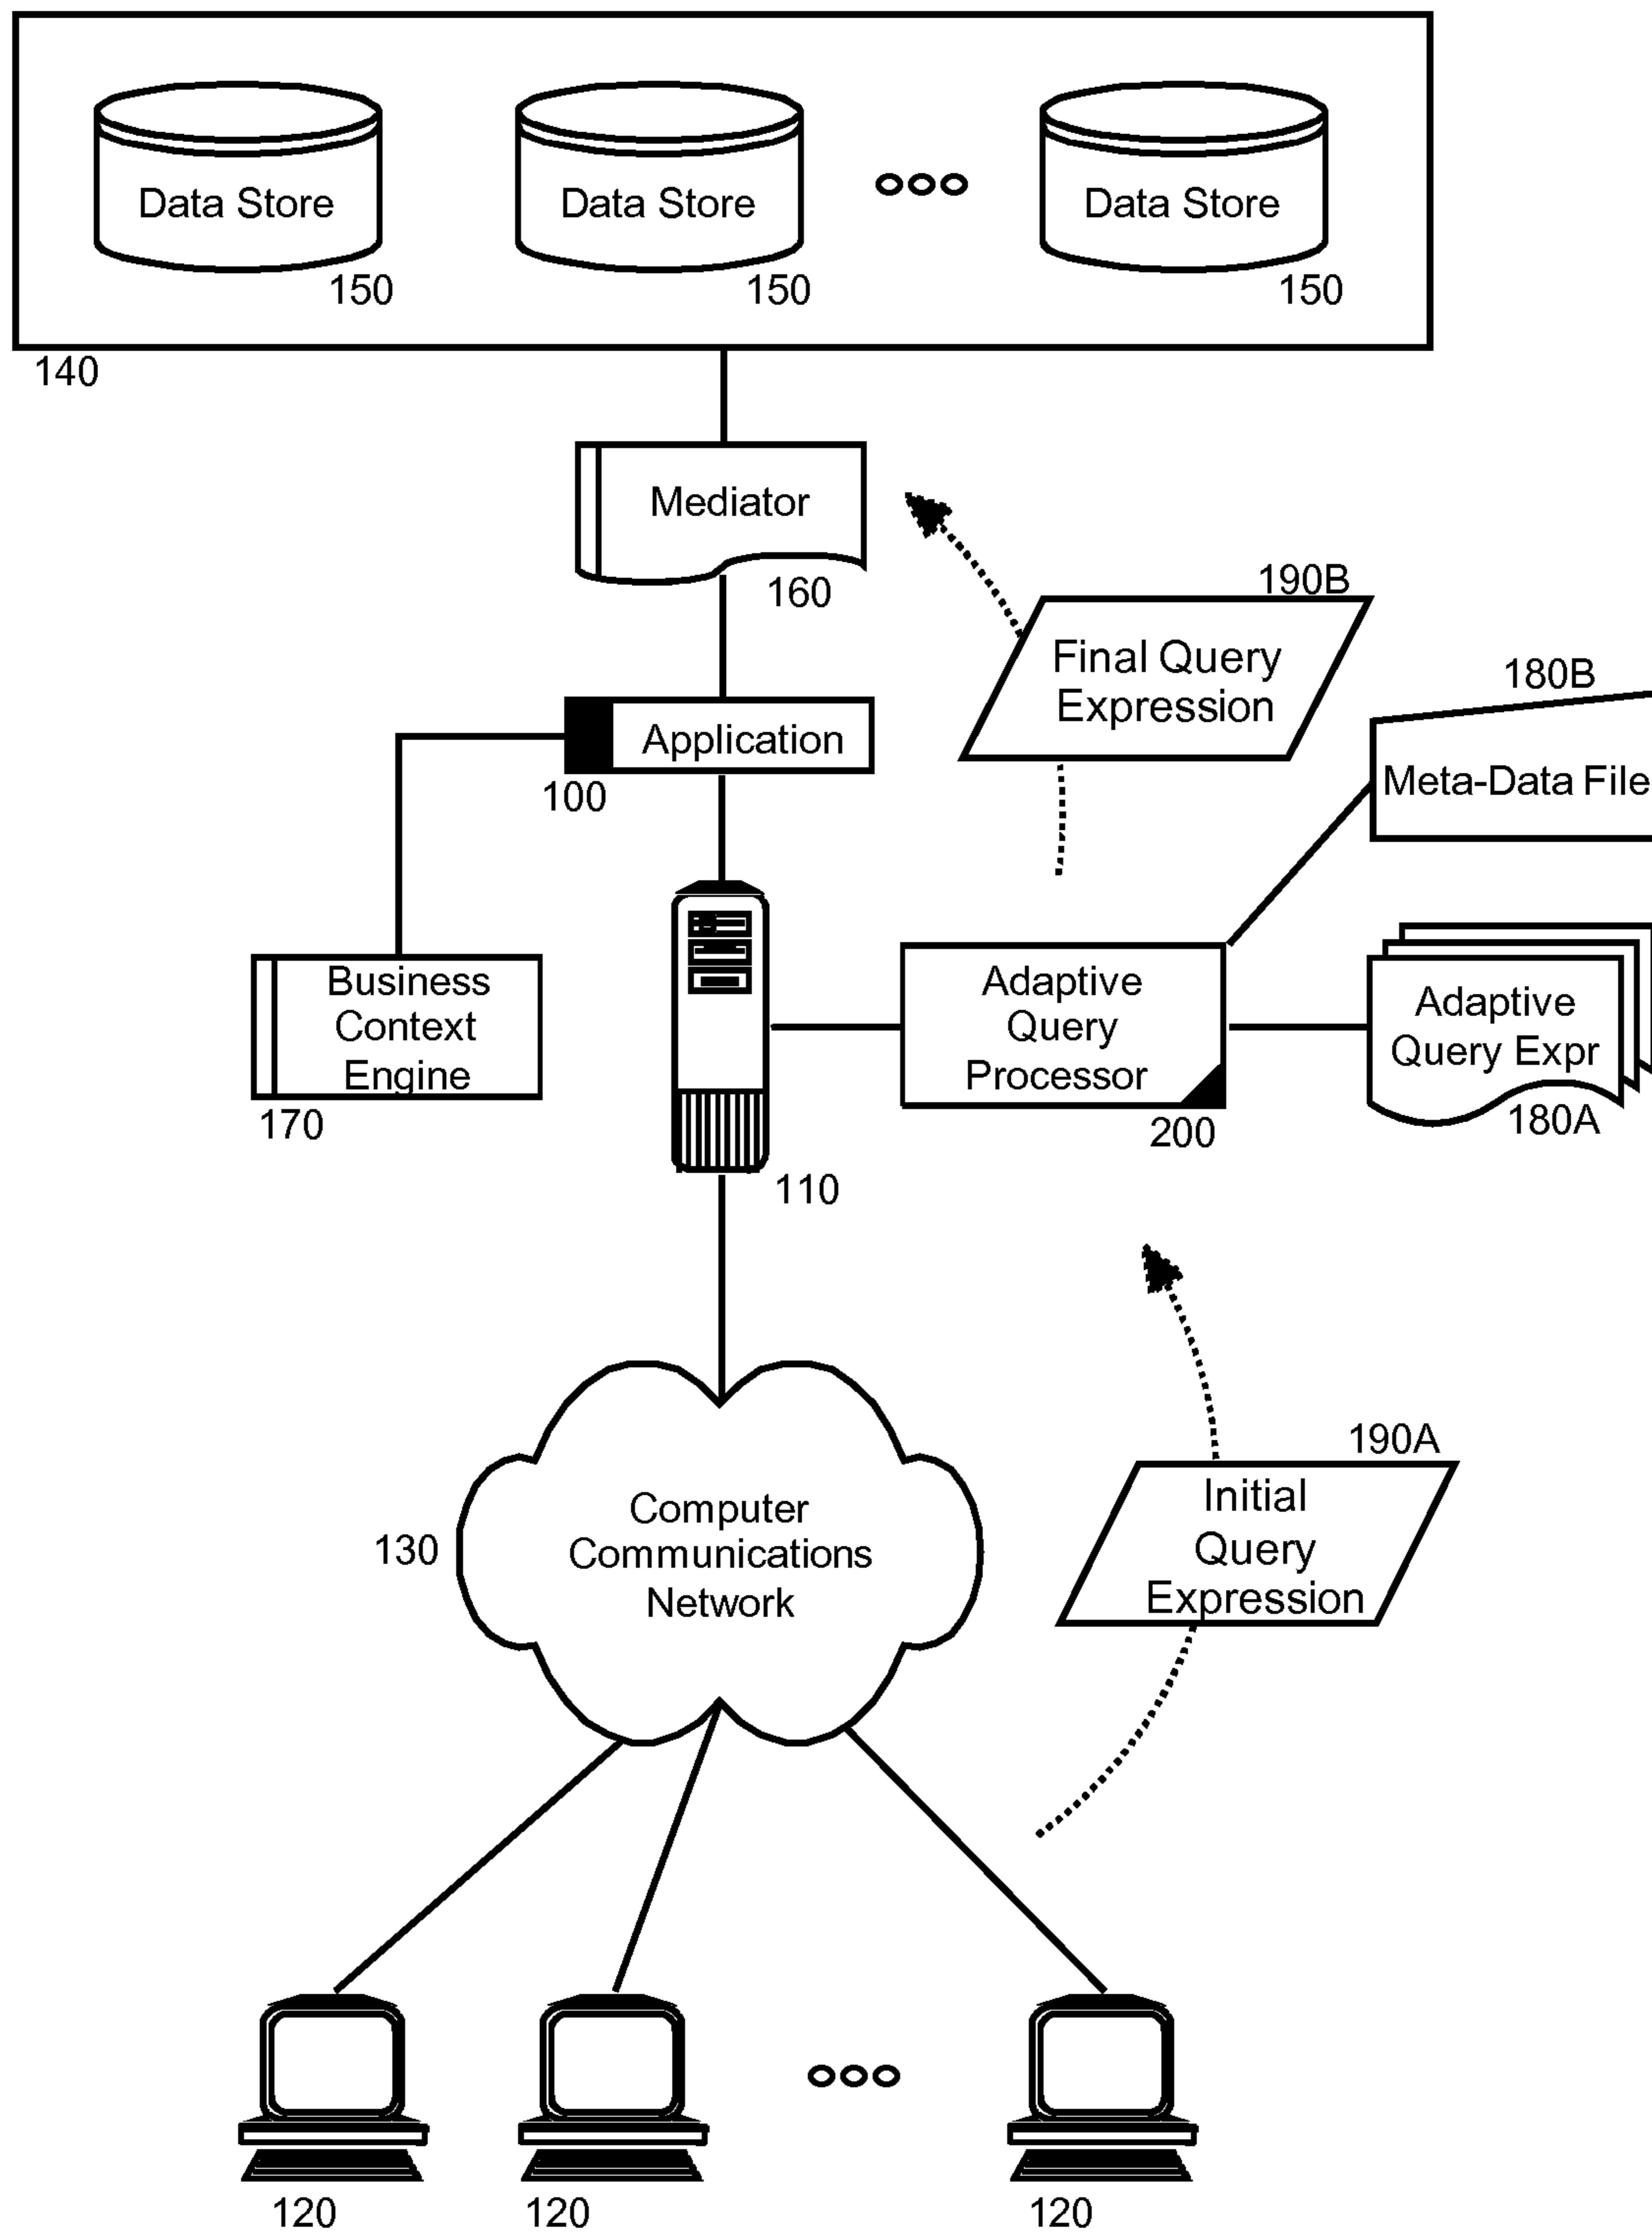 Data Store
Data Store
Data Store
150
150
150
140
Mediator
160
190B
Final Query
Expression
180B
Meta-Data File
Application
100
Business
Context
Engine
170
110
Adaptive
Query
Processor
200
Adaptive
Query Expr
180A
190A
Initial
Query
Expression
130
Computer
Communications
Network
120
120
120